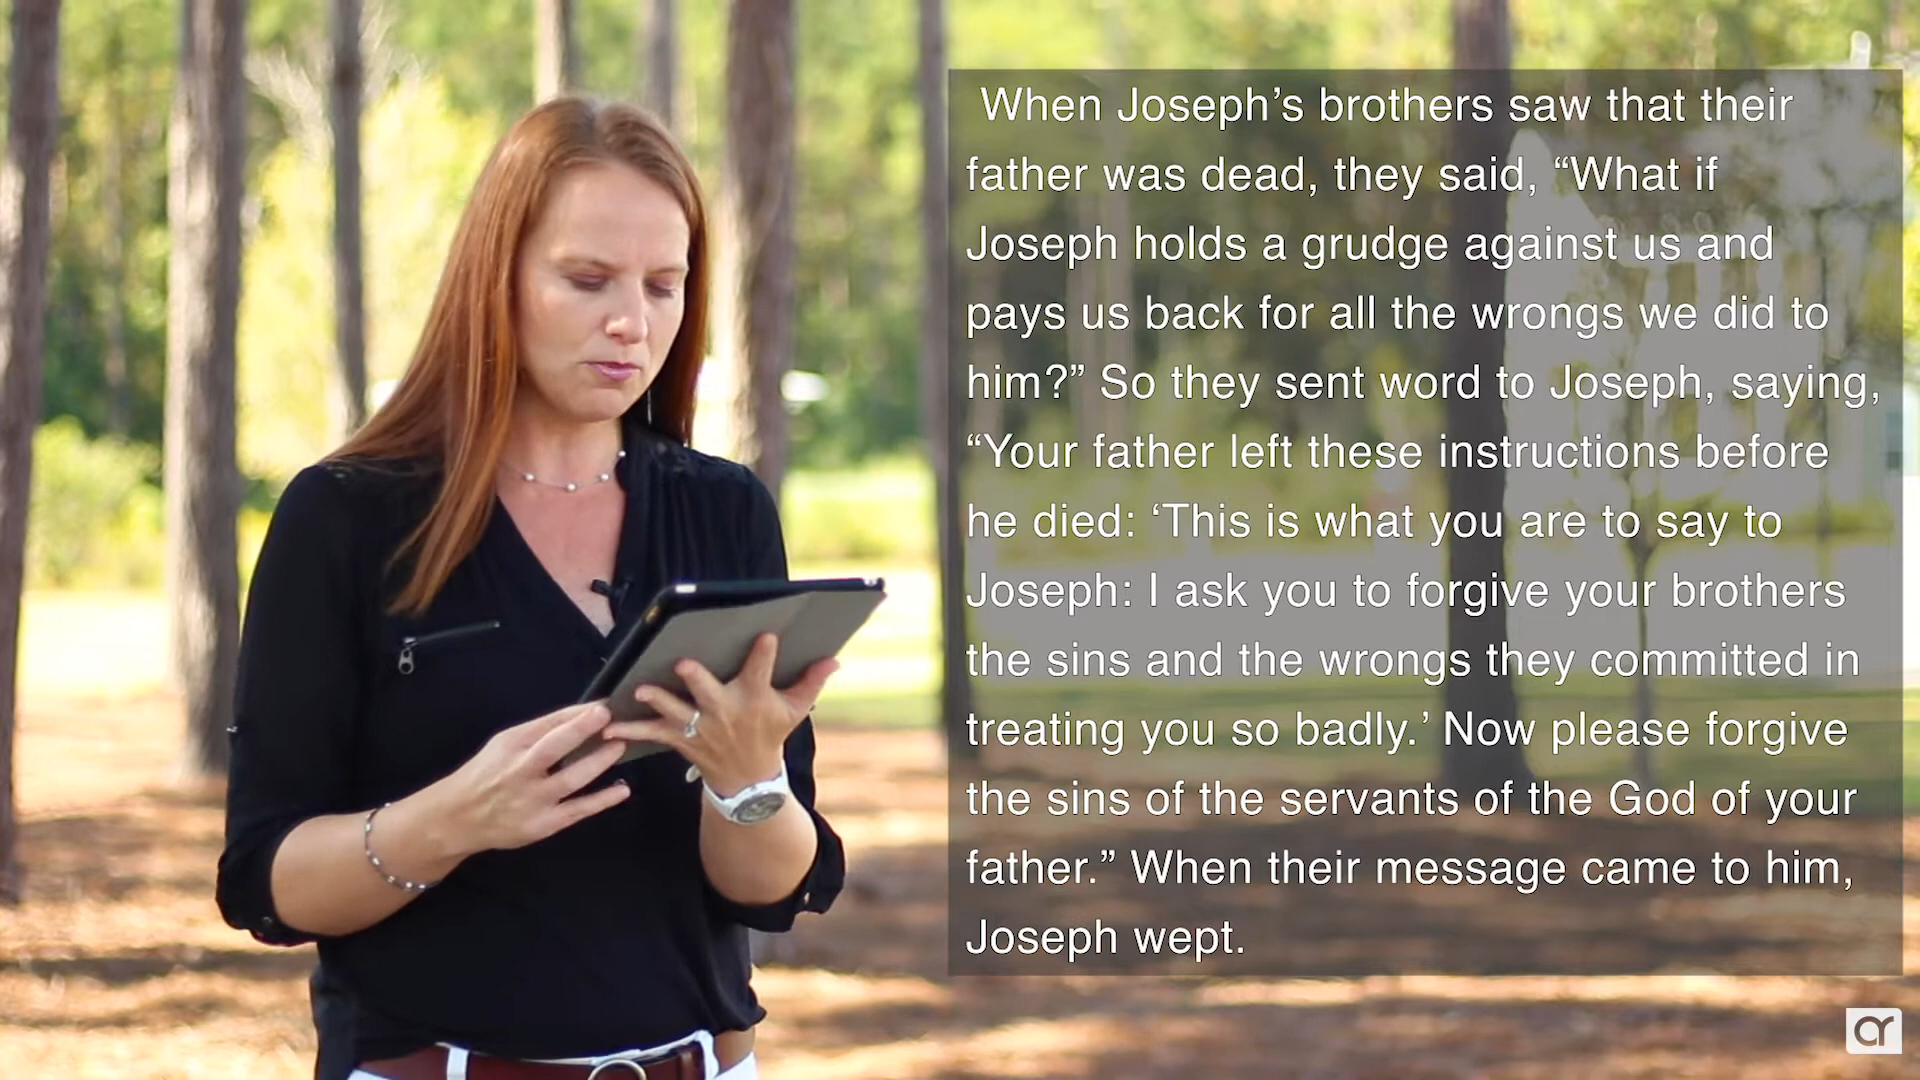 When Joseph’s brothers saw that their
father was dead, they said, “What if
Joseph holds a grudge against us and
pays us back for all the wrongs we did to
him?” So they sent word to Joseph, saying,
“Your father left these instructions before
he died: ‘This is what you are to say to
Joseph: I ask you to forgive your brothers
the sins and the wrongs they committed in
treating you so badly.’ Now please forgive
the sins of the servants of the God of your
father.” When their message came to him,
Joseph wept.